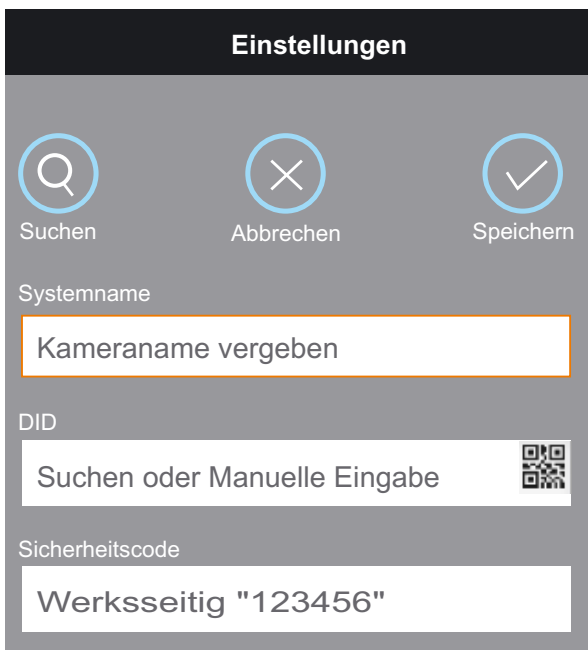 Einstellungen
Suchen
Abbrechen
Speichern
Systemname
Kameraname vergeben
DID
Suchen oder Manuelle Eingabe
Sicherheitscode
Werksseitig "123456"